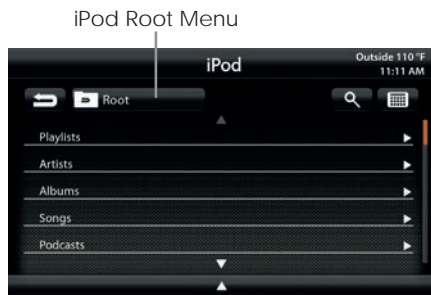 iPod Root Menu
iPod
Outside 110 °F
11:11 AM
Root
Playlists
Artists
Albums
Songs
Podcasts